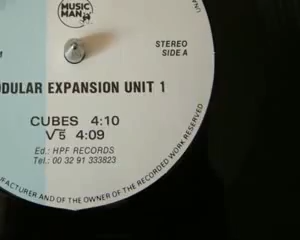 MUSIC
MAN
STEREO
SIDE A
ODULAR EXPANSION UNIT 1
CUBES 4:10
√5 4:09
Ed.: HPF RECORDS
Tel.: 00 32 91 333823
FACTURER AND OF THE OWNER OF THE RECORDED WORK RESERVED